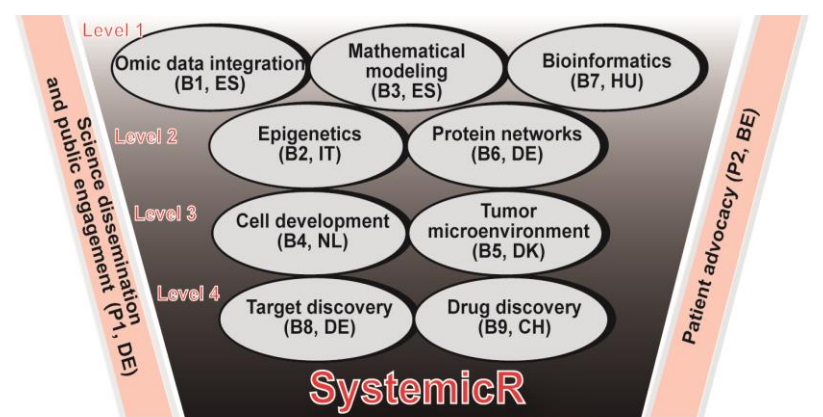 Level 1
Omic data integration
(B1, ES)
Mathematical
modeling
(B3, ES)
Bioinformatics
(B7, HU)
Level 2
Epigenetics
(B2, IT)
Protein networks
(B6, DE)
Level 3
Cell development
(B4, NL)
Tumor
microenvironment
(B5, DK)
Level 4
Target discovery
(B8, DE)
Drug discovery
(B9, CH)
SystemicR
Science dissemination
and public engagement (P1, DE)
Patient advocacy (P2, BE)